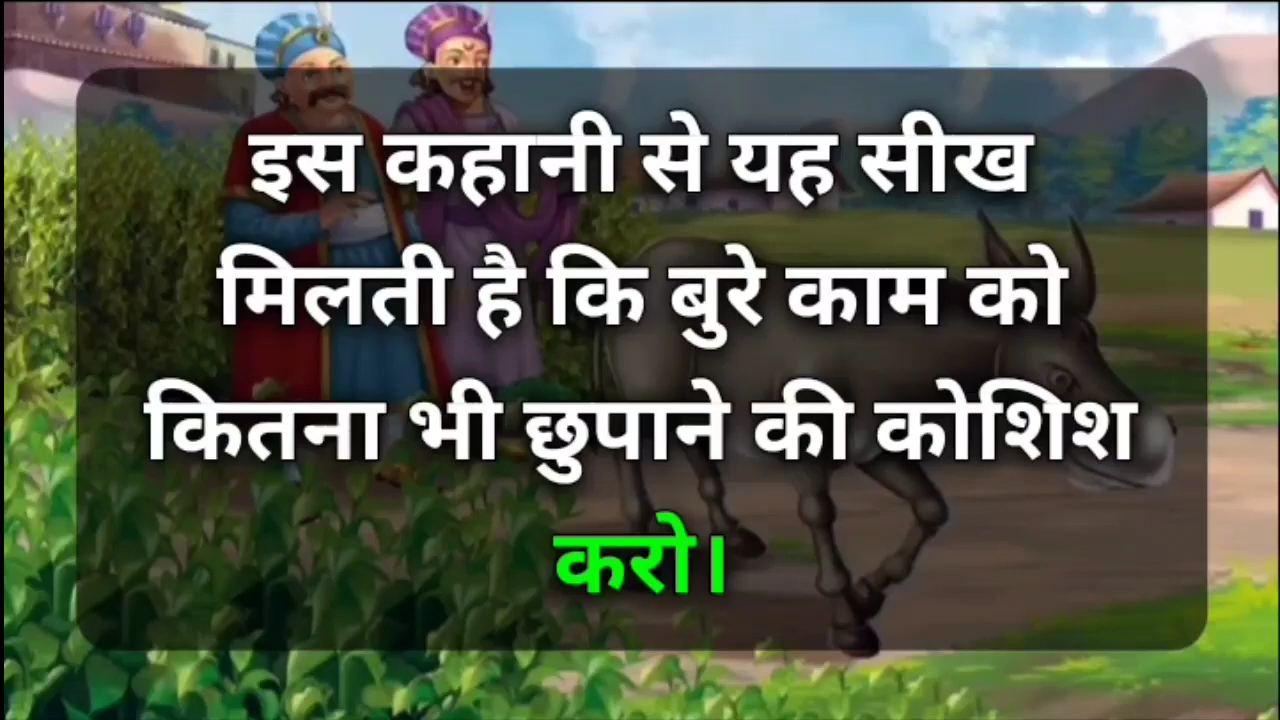 इस कहानी से यह सीख
मिलती है कि बुरे काम को
कितना भी छुपाने की कोशिश
करो।